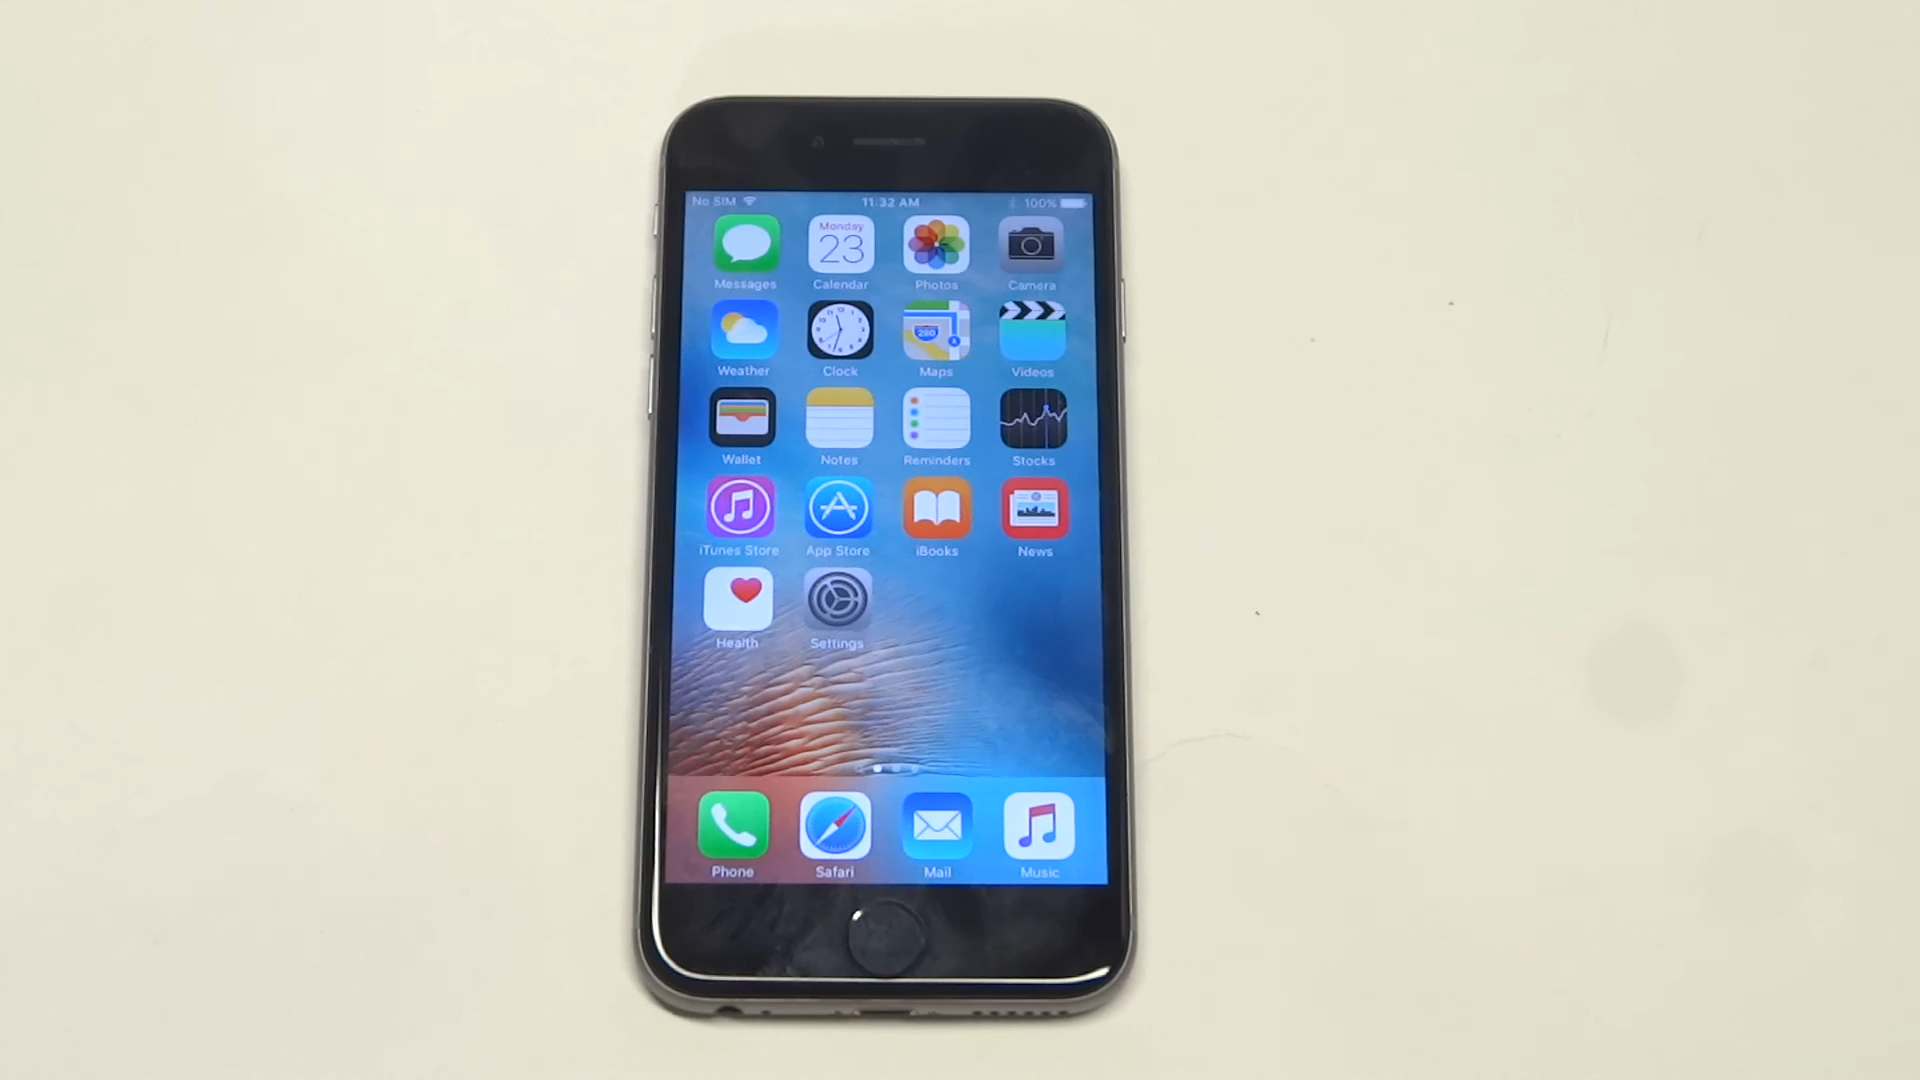 No SIM 11:32 AM 100%
Monday
23
Messages Calendar Photos Camera
280
Weather Clock Maps Videos
Wallet Notes Reminders Stocks
iTunes Store App Store iBooks News
Health Settings
Phone Safari Mail Music